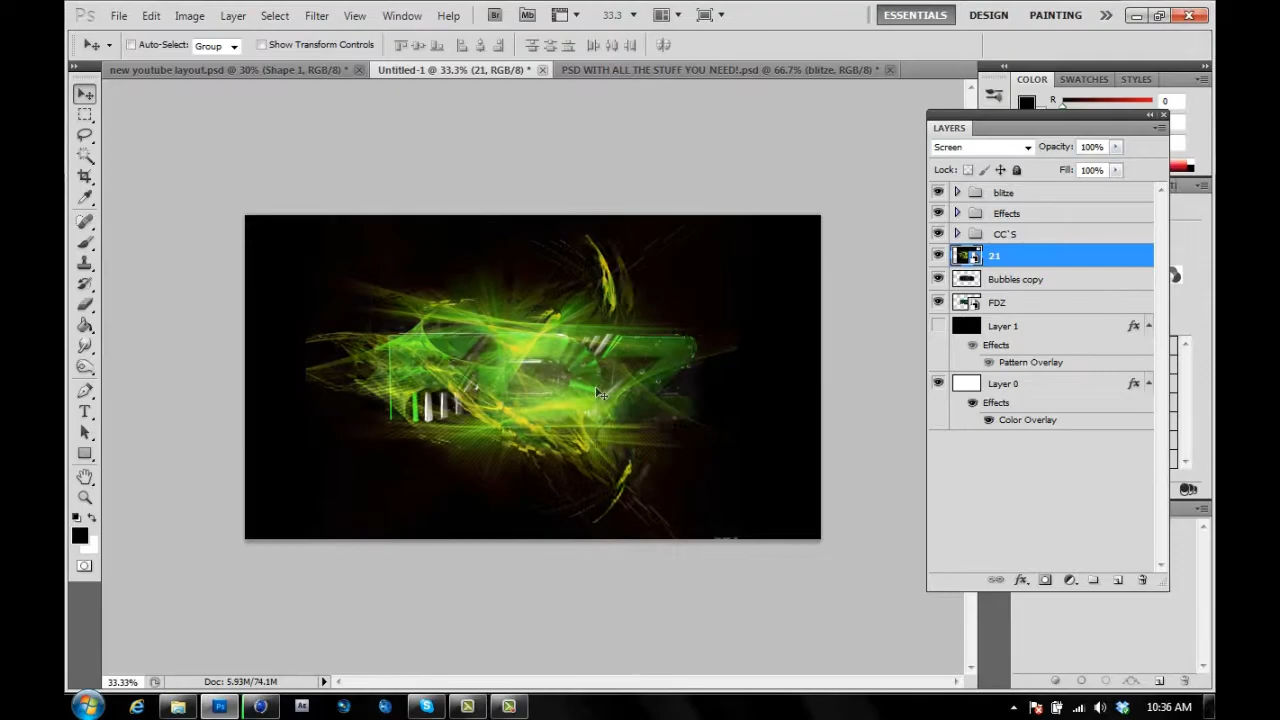 Ps File Edit Image Layer Select Filter View Window Help Br Mb 33.3 ESSENTIALS DESIGN PAINTING
Auto-Select: Group Show Transform Controls
new youtube layout.psd @ 30% (Shape 1, RGB/8) * Untitled-1 @ 33.3% (21, RGB/8) * PSD WITH ALL THE STUFF YOU NEED!.psd @ 66.7% (blitze, RGB/8) *
COLOR SWATCHES STYLES
R 0
LAYERS
Screen Opacity: 100%
Lock: Fill: 100%
blitze
Effects
CC`S
21
Bubbles copy
FDZ
Layer 1 fx
Effects
Pattern Overlay
Layer 0 fx
Effects
Color Overlay
33.33% Doc: 5.93M/74.1M
10:36 AM